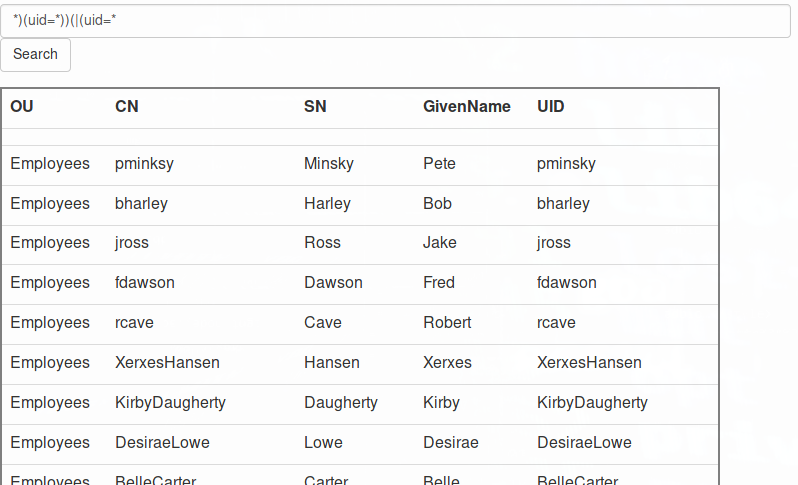 *)(uid=*))(|(uid=*
Search
OU CN SN GivenName UID
Employees pminksy Minsky Pete pminsky
Employees bharley Harley Bob bharley
Employees jross Ross Jake jross
Employees fdawson Dawson Fred fdawson
Employees rcave Cave Robert rcave
Employees XerxesHansen Hansen Xerxes XerxesHansen
Employees KirbyDaugherty Daugherty Kirby KirbyDaugherty
Employees DesiraeLowe Lowe Desirae DesiraeLowe
Employees BelleCarter Carter Belle BelleCarter